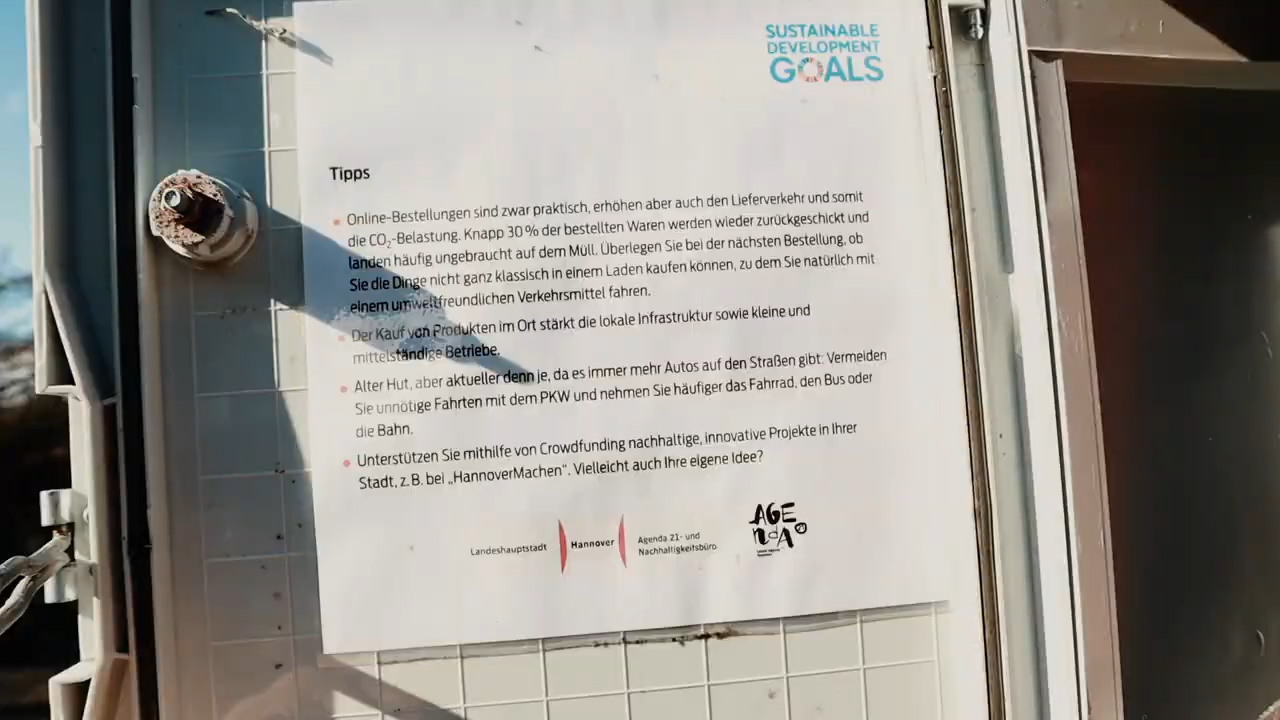 SUSTAINABLE
DEVELOPMENT
GOALS
Tipps
• Online-Bestellungen sind zwar praktisch, erhöhen aber auch den Lieferverkehr und somit
die CO₂-Belastung. Knapp 30 % der bestellten Waren werden wieder zurückgeschickt und
landen häufig ungebraucht auf dem Müll. Überlegen Sie bei der nächsten Bestellung, ob
Sie die Dinge nicht ganz klassisch in einem Laden kaufen können, zu dem Sie natürlich mit
einem umweltfreundlichen Verkehrsmittel fahren.
• Der Kauf von Produkten im Ort stärkt die lokale Infrastruktur sowie kleine und
mittelständige Betriebe.
• Alter Hut, aber aktueller denn je, da es immer mehr Autos auf den Straßen gibt: Vermeiden
Sie unnötige Fahrten mit dem PKW und nehmen Sie häufiger das Fahrrad, den Bus oder
die Bahn.
• Unterstützen Sie mithilfe von Crowdfunding nachhaltige, innovative Projekte in Ihrer
Stadt, z. B. bei „HannoverMachen“. Vielleicht auch Ihre eigene Idee?
Landeshauptstadt
Hannover
Agenda 21- und
Nachhaltigkeitsbüro
AGE
ndA